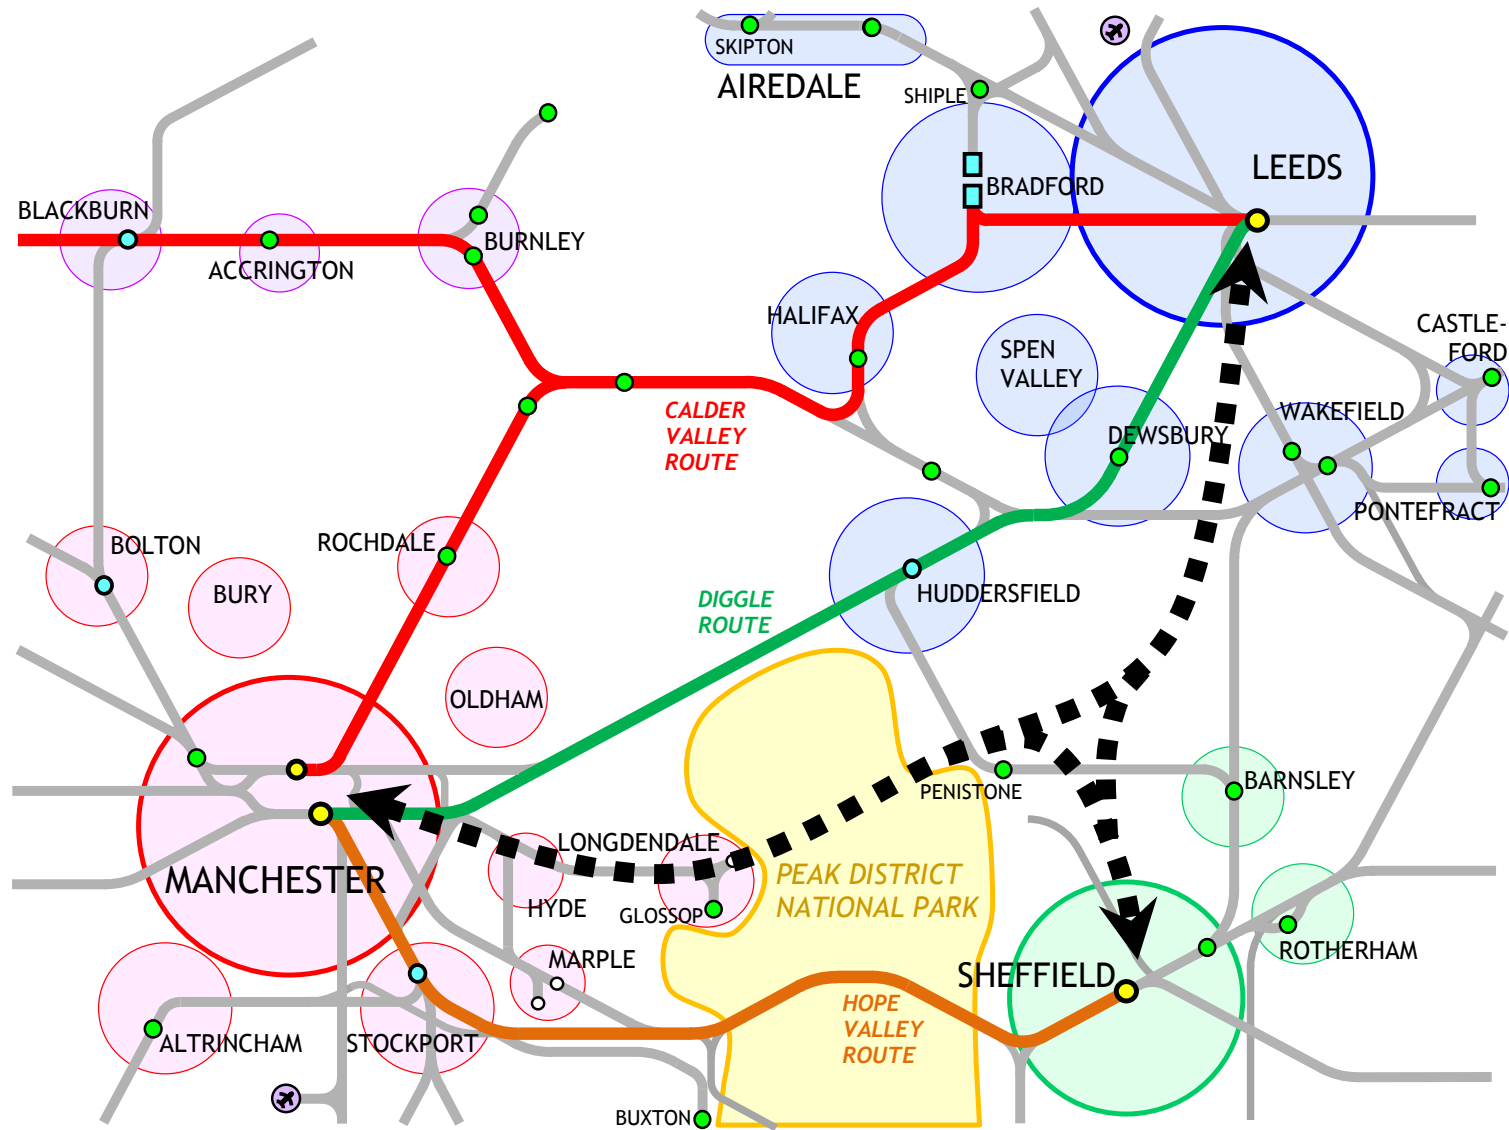 SKIPTON
AIREDALE
SHIPLE
LEEDS
BRADFORD
BLACKBURN
BURNLEY
ACCRINGTON
HALIFAX
CASTLE-
FORD
SPEN
VALLEY
WAKEFIELD
CALDER
VALLEY
ROUTE
DEWSBURY
PONTEFRACT
BOLTON
ROCHDALE
BURY
HUDDERSFIELD
DIGGLE
ROUTE
OLDHAM
BARNSLEY
PENISTONE
LONGDENDALE
MANCHESTER
PEAK DISTRICT
NATIONAL PARK
HYDE
GLOSSOP
ROTHERHAM
MARPLE
SHEFFIELD
HOPE
VALLEY
ROUTE
ALTRINCHAM
STOCKPORT
BUXTON